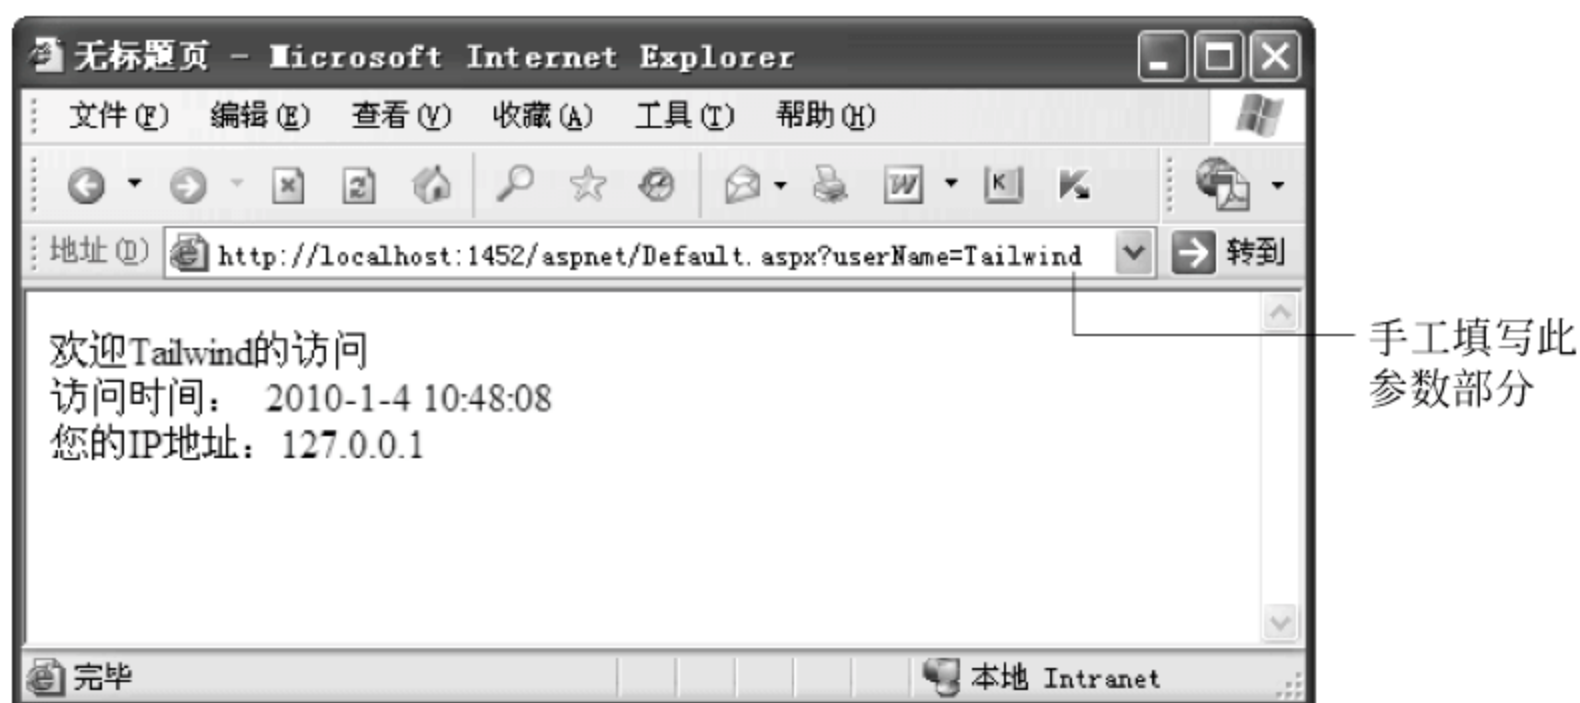 无标题页 - Microsoft Internet Explorer
文件(F) 编辑(E) 查看(V) 收藏(A) 工具(T) 帮助(H)
地址(D) http://localhost:1452/aspnet/Default.aspx?userName=Tailwind 转到
欢迎Tailwind的访问
访问时间： 2010-1-4 10:48:08
您的IP地址：127.0.0.1
手工填写此
参数部分
完毕 本地 Intranet